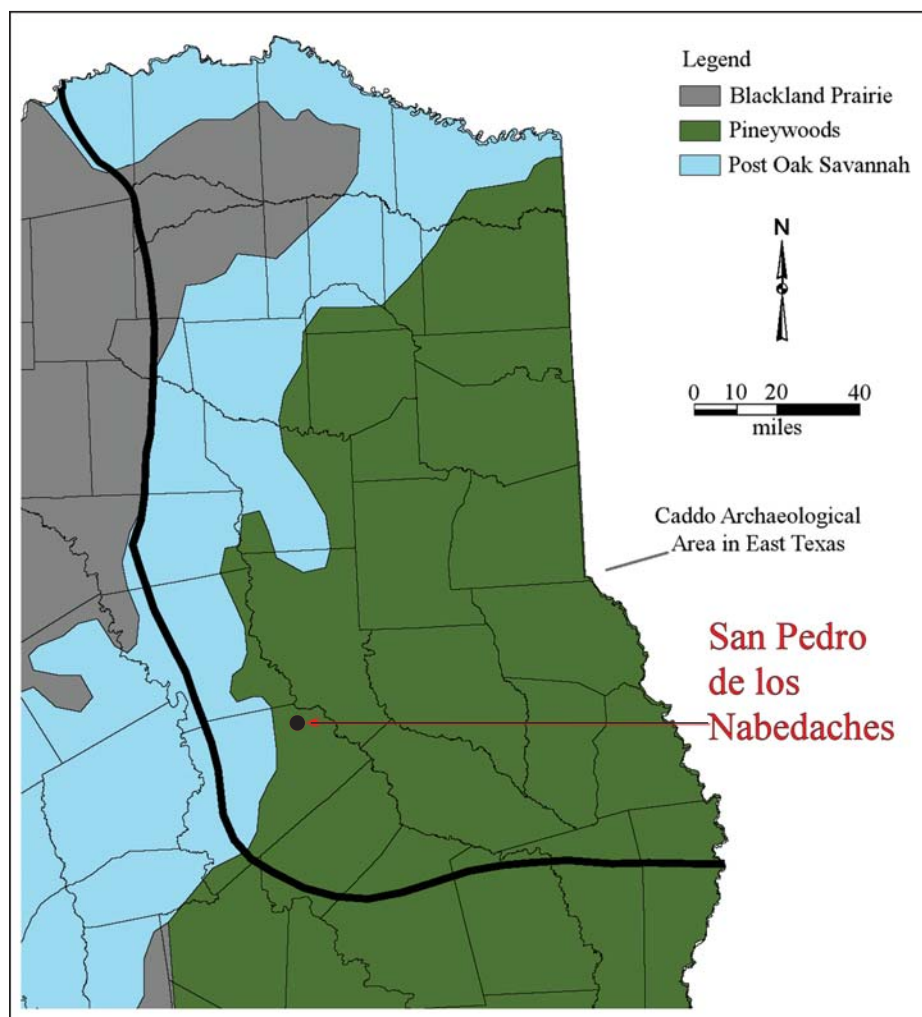 Legend
Blackland Prairie
Pineywoods
Post Oak Savannah
N
0 10 20 40
miles
Caddo Archaeological
Area in East Texas
San Pedro
de los
Nabedaches